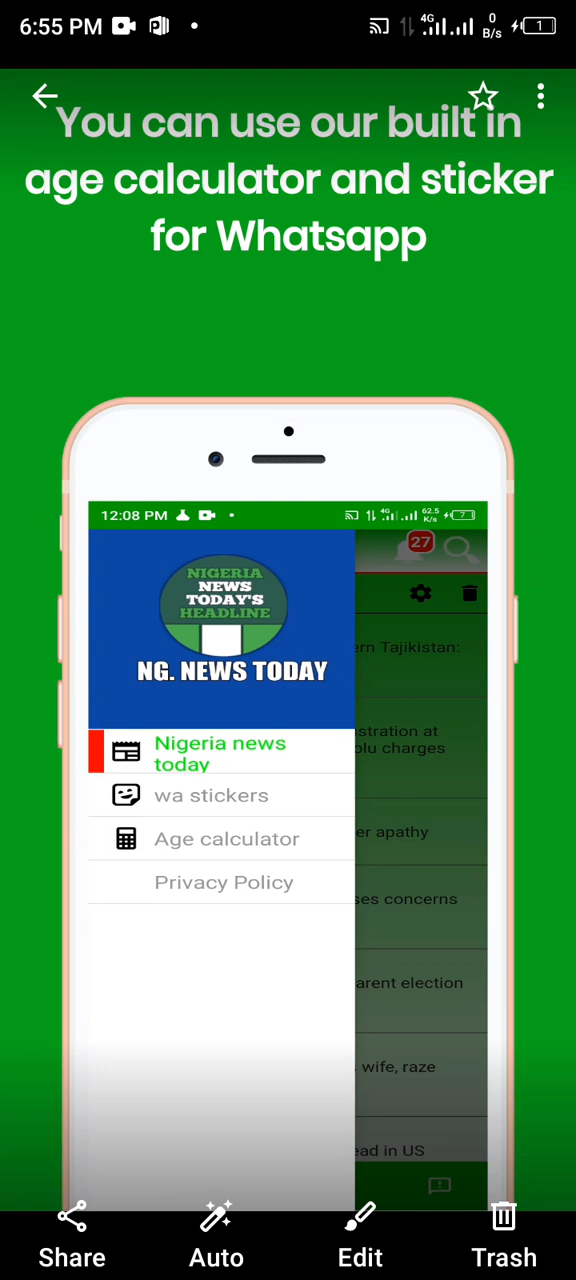 6:55 PM
4G
0
B/s
1
You can use our built in
age calculator and sticker
for Whatsapp
12:08 PM
4G
62.5
K/s
7
27
NIGERIA
NEWS
TODAY'S
HEADLINE
NG. NEWS TODAY
ern Tajikistan:
Nigeria news
today
istration at
olu charges
wa stickers
Age calculator
er apathy
Privacy Policy
ses concerns
arent election
wife, raze
ead in US
Share
Auto
Edit
Trash